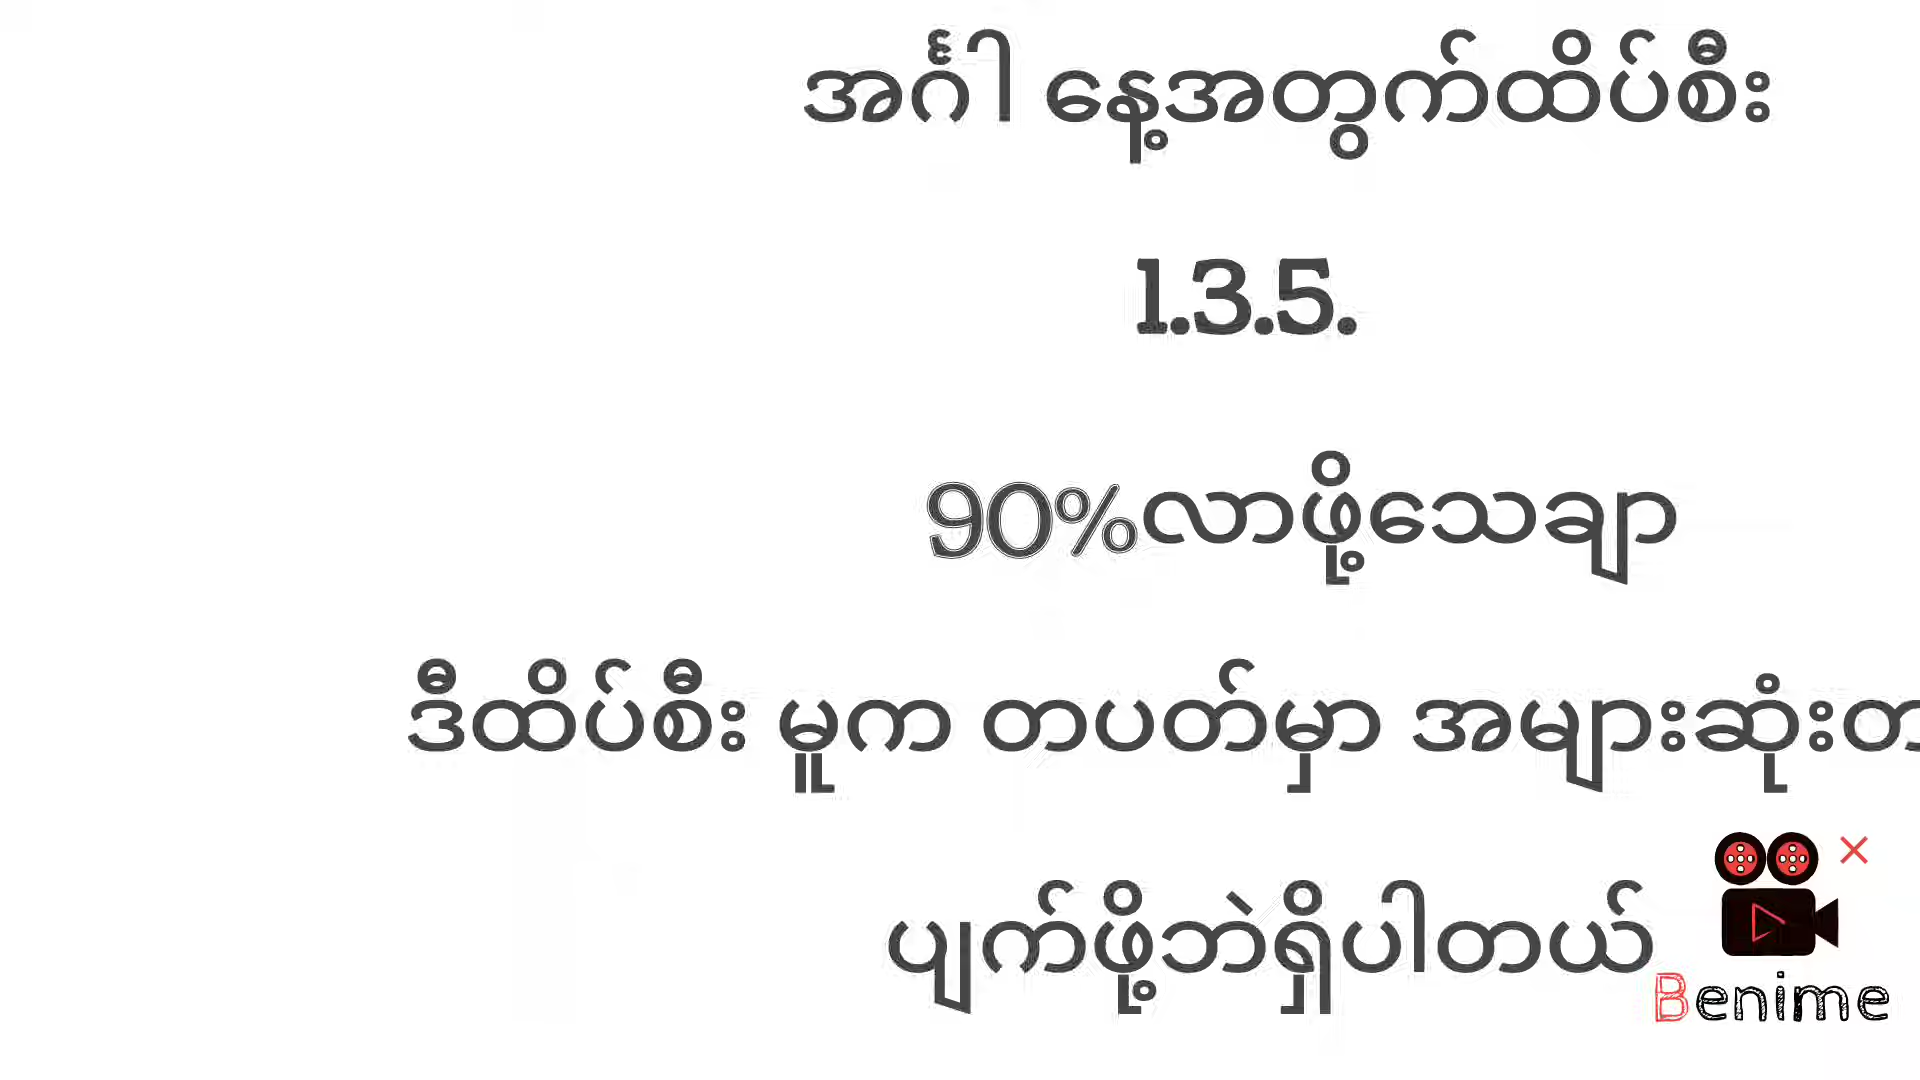 အင်္ဂါ နေ့အတွက်ထိပ်စီး
1.3.5.
90%လာဖို့သေချာ
ဒီထိပ်စီး မူက တပတ်မှာ အများဆုံးတ
ပျက်ဖို့ဘဲရှိပါတယ်
Benime